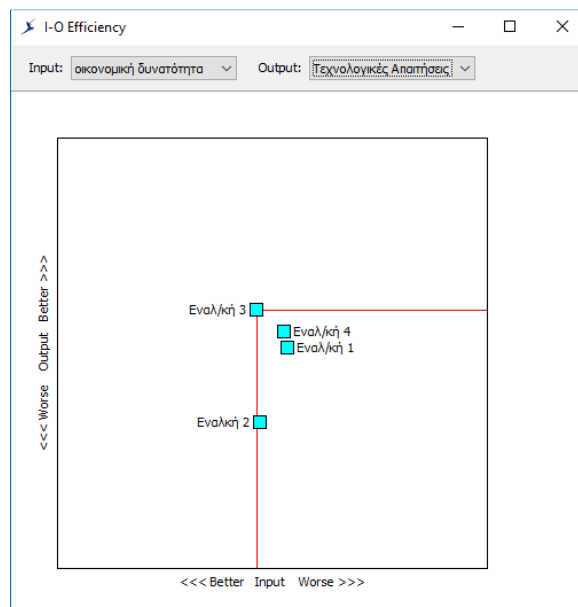 I-O Efficiency
Input: οικονομική δυνατότητα Output: Τεχνολογικές Απαιτήσεις
<<< Worse Output Better >>>
Εναλ/κή 3
Εναλ/κή 4
Εναλ/κή 1
Εναλκή 2
<<< Better Input Worse >>>